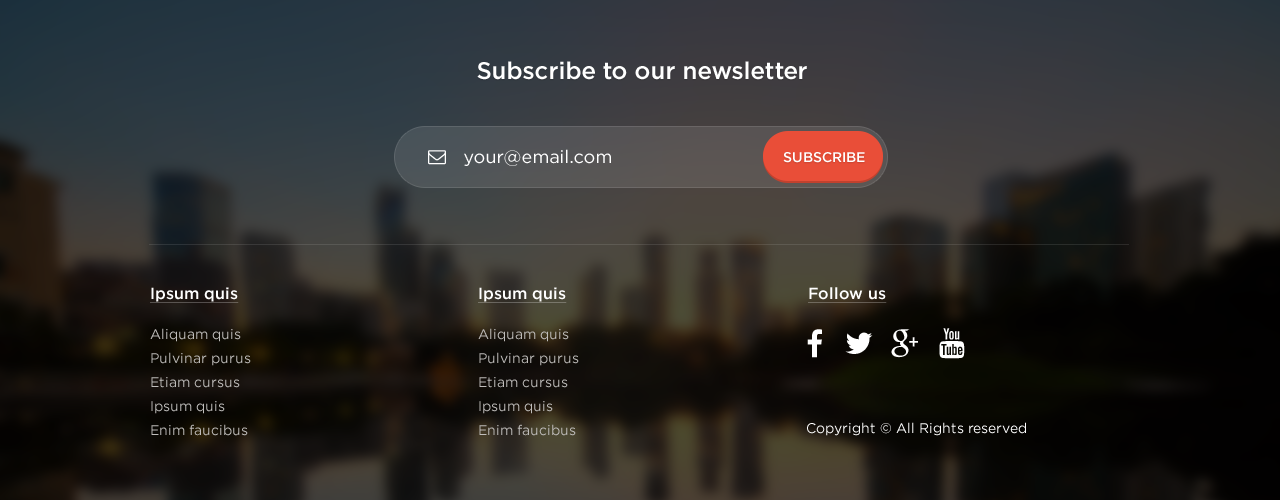 Subscribe to our newsletter
your@email.com
SUBSCRIBE
Ipsum quis
Aliquam quis
Pulvinar purus
Etiam cursus
Ipsum quis
Enim faucibus
Ipsum quis
Aliquam quis
Pulvinar purus
Etiam cursus
Ipsum quis
Enim faucibus
Follow us
f
g+
You
Tube
Copyright © All Rights reserved